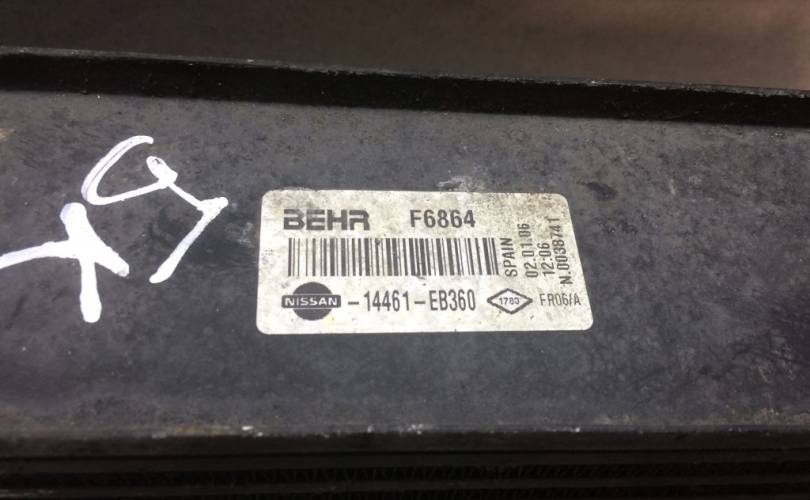 BEHR F6864
NISSAN -14461-EB360
1780
FR06/A
SPAIN
02.01.06
12:06
N.0038741